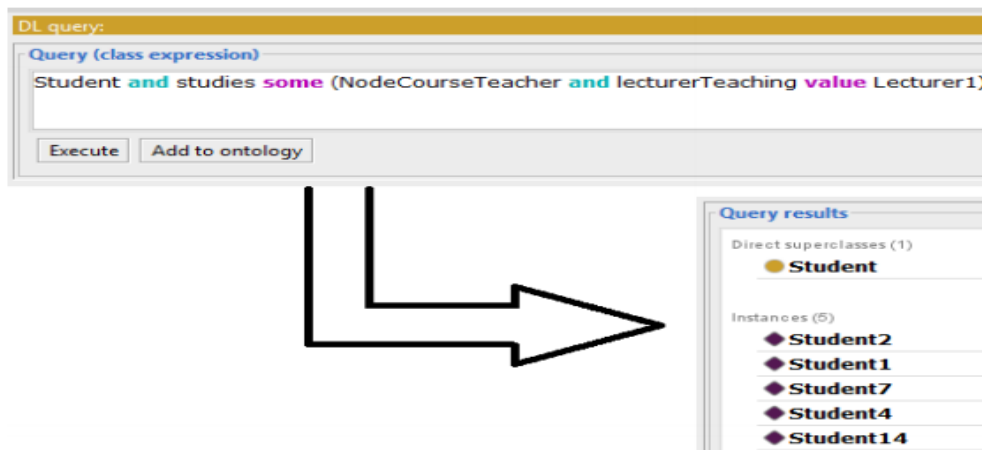 DL query:
Query (class expression)
Student and studies some (NodeCourseTeacher and lecturerTeaching value Lecturer1)
Execute Add to ontology
Query results
Direct superclasses (1)
Student
Instances (5)
Student2
Student1
Student7
Student4
Student14